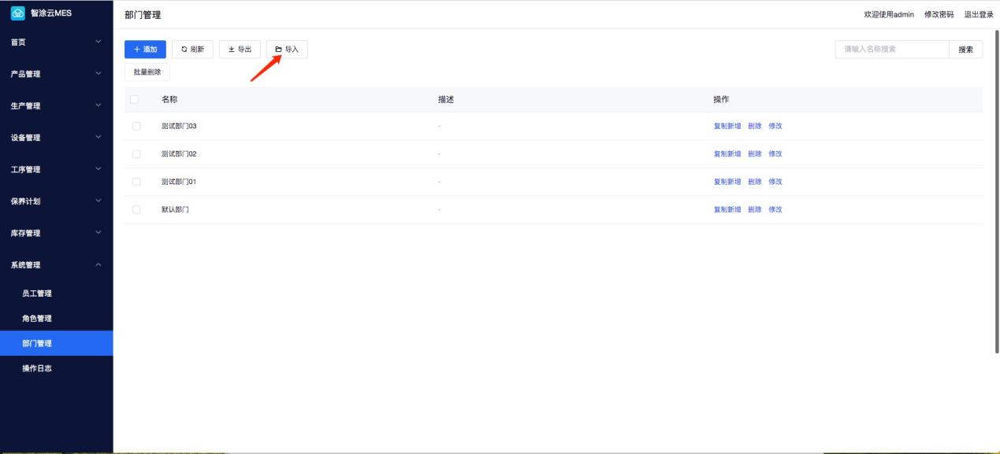 智涂云MES
部门管理
欢迎使用admin 修改密码 退出登录
首页
产品管理
生产管理
设备管理
工序管理
保养计划
库存管理
系统管理
员工管理
角色管理
部门管理
操作日志
添加 刷新 导出 导入
请输入名称搜索 搜索
批量删除
名称 描述 操作
测试部门03 - 复制新增 删除 修改
测试部门02 - 复制新增 删除 修改
测试部门01 - 复制新增 删除 修改
默认部门 - 复制新增 删除 修改